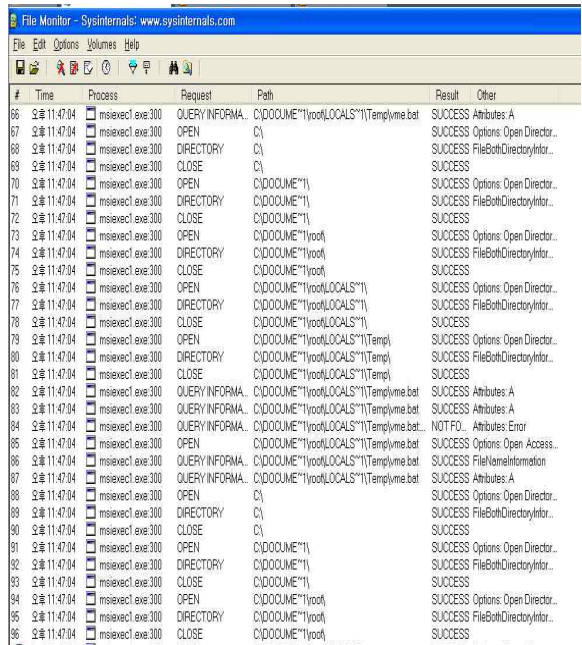 File Monitor - Sysinternals: www.sysinternals.com
File Edit Options Volumes Help
# Time Process Request Path Result Other
66 오후 11:47:04 msiexec1.exe:300 QUERY INFORMA... C:\DOCUME~1\root\LOCALS~1\Temp\vme.bat SUCCESS Attributes: A
67 오후 11:47:04 msiexec1.exe:300 OPEN C:\ SUCCESS Options: Open Director...
68 오후 11:47:04 msiexec1.exe:300 DIRECTORY C:\ SUCCESS FileBothDirectoryInfor...
69 오후 11:47:04 msiexec1.exe:300 CLOSE C:\ SUCCESS
70 오후 11:47:04 msiexec1.exe:300 OPEN C:\DOCUME~1\ SUCCESS Options: Open Director...
71 오후 11:47:04 msiexec1.exe:300 DIRECTORY C:\DOCUME~1\ SUCCESS FileBothDirectoryInfor...
72 오후 11:47:04 msiexec1.exe:300 CLOSE C:\DOCUME~1\ SUCCESS
73 오후 11:47:04 msiexec1.exe:300 OPEN C:\DOCUME~1\root\ SUCCESS Options: Open Director...
74 오후 11:47:04 msiexec1.exe:300 DIRECTORY C:\DOCUME~1\root\ SUCCESS FileBothDirectoryInfor...
75 오후 11:47:04 msiexec1.exe:300 CLOSE C:\DOCUME~1\root\ SUCCESS
76 오후 11:47:04 msiexec1.exe:300 OPEN C:\DOCUME~1\root\LOCALS~1\ SUCCESS Options: Open Director...
77 오후 11:47:04 msiexec1.exe:300 DIRECTORY C:\DOCUME~1\root\LOCALS~1\ SUCCESS FileBothDirectoryInfor...
78 오후 11:47:04 msiexec1.exe:300 CLOSE C:\DOCUME~1\root\LOCALS~1\ SUCCESS
79 오후 11:47:04 msiexec1.exe:300 OPEN C:\DOCUME~1\root\LOCALS~1\Temp\ SUCCESS Options: Open Director...
80 오후 11:47:04 msiexec1.exe:300 DIRECTORY C:\DOCUME~1\root\LOCALS~1\Temp\ SUCCESS FileBothDirectoryInfor...
81 오후 11:47:04 msiexec1.exe:300 CLOSE C:\DOCUME~1\root\LOCALS~1\Temp\ SUCCESS
82 오후 11:47:04 msiexec1.exe:300 QUERY INFORMA... C:\DOCUME~1\root\LOCALS~1\Temp\vme.bat SUCCESS Attributes: A
83 오후 11:47:04 msiexec1.exe:300 QUERY INFORMA... C:\DOCUME~1\root\LOCALS~1\Temp\vme.bat SUCCESS Attributes: A
84 오후 11:47:04 msiexec1.exe:300 QUERY INFORMA... C:\DOCUME~1\root\LOCALS~1\Temp\vme.bat... NOT FO... Attributes: Error
85 오후 11:47:04 msiexec1.exe:300 OPEN C:\DOCUME~1\root\LOCALS~1\Temp\vme.bat SUCCESS Options: Open Access...
86 오후 11:47:04 msiexec1.exe:300 QUERY INFORMA... C:\DOCUME~1\root\LOCALS~1\Temp\vme.bat SUCCESS FileNameInformation
87 오후 11:47:04 msiexec1.exe:300 QUERY INFORMA... C:\DOCUME~1\root\LOCALS~1\Temp\vme.bat SUCCESS Attributes: A
88 오후 11:47:04 msiexec1.exe:300 OPEN C:\ SUCCESS Options: Open Director...
89 오후 11:47:04 msiexec1.exe:300 DIRECTORY C:\ SUCCESS FileBothDirectoryInfor...
90 오후 11:47:04 msiexec1.exe:300 CLOSE C:\ SUCCESS
91 오후 11:47:04 msiexec1.exe:300 OPEN C:\DOCUME~1\ SUCCESS Options: Open Director...
92 오후 11:47:04 msiexec1.exe:300 DIRECTORY C:\DOCUME~1\ SUCCESS FileBothDirectoryInfor...
93 오후 11:47:04 msiexec1.exe:300 CLOSE C:\DOCUME~1\ SUCCESS
94 오후 11:47:04 msiexec1.exe:300 OPEN C:\DOCUME~1\root\ SUCCESS Options: Open Director...
95 오후 11:47:04 msiexec1.exe:300 DIRECTORY C:\DOCUME~1\root\ SUCCESS FileBothDirectoryInfor...
96 오후 11:47:04 msiexec1.exe:300 CLOSE C:\DOCUME~1\root\ SUCCESS